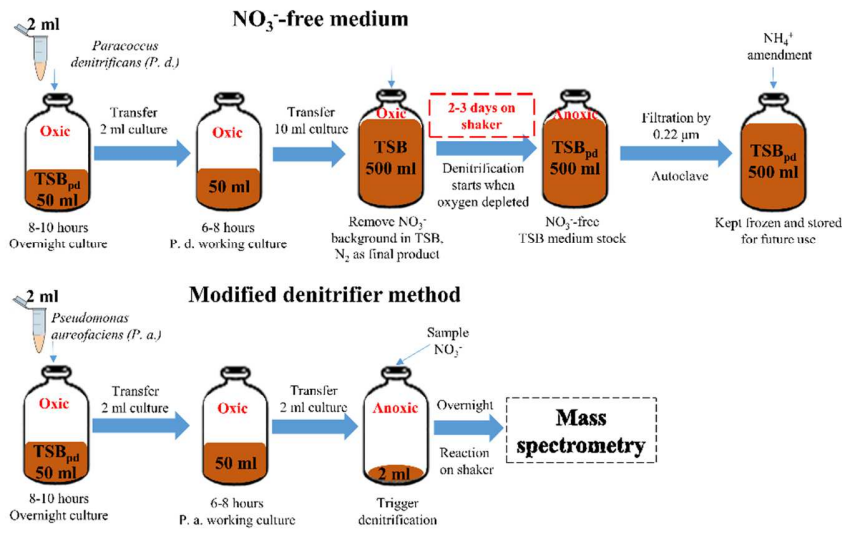 NO3--free medium
2 ml
Paracoccus
denitrificans (P. d.)
Oxic
TSBpd
50 ml
8-10 hours
Overnight culture
Transfer
2 ml culture
Oxic
50 ml
6-8 hours
P. d. working culture
Transfer
10 ml culture
Oxic
TSB
500 ml
Remove NO3-
background in TSB,
N2 as final product
2-3 days on
shaker
Denitrification
starts when
oxygen depleted
Anoxic
TSBpd
500 ml
NO3--free
TSB medium stock
Filtration by
0.22 μm
Autoclave
NH4+
amendment
TSBpd
500 ml
Kept frozen and stored
for future use
Modified denitrifier method
2 ml
Pseudomonas
aureofaciens (P. a.)
Oxic
TSBpd
50 ml
8-10 hours
Overnight culture
Transfer
2 ml culture
Oxic
50 ml
6-8 hours
P. a. working culture
Transfer
2 ml culture
Sample
NO3-
Anoxic
2 ml
Trigger
denitrification
Overnight
Reaction
on shaker
Mass
spectrometry